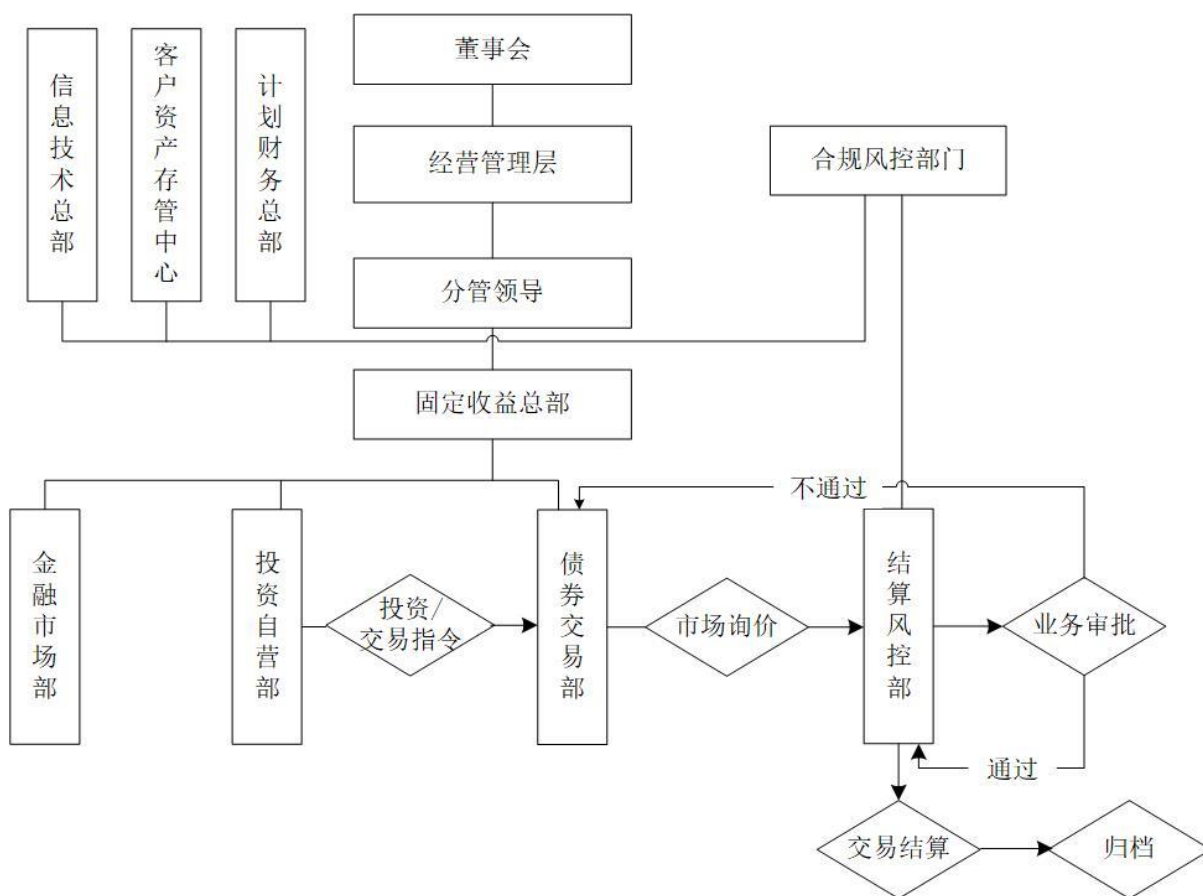 董事会
信息技术总部
客户资产存管中心
计划财务总部
经营管理层
合规风控部门
分管领导
固定收益总部
不通过
金融市场部
投资自营部
投资/
交易指令
债券交易部
市场询价
结算风控部
业务审批
通过
交易结算
归档